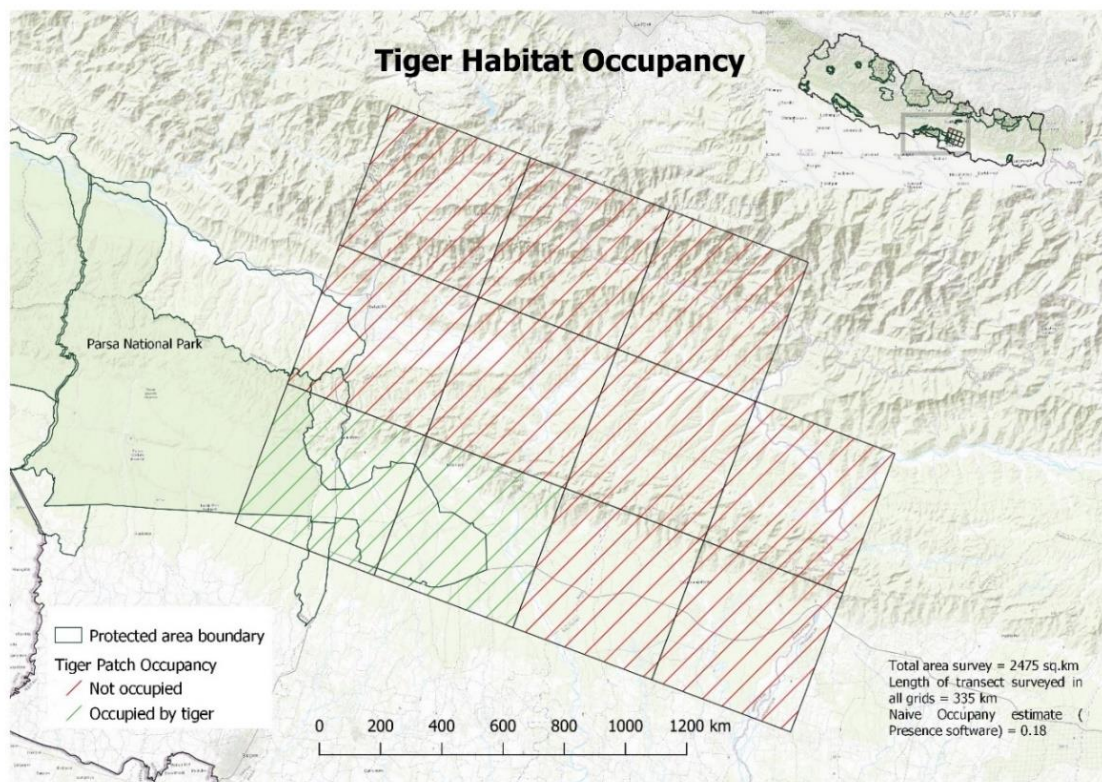 Tiger Habitat Occupancy
Parsa National Park
Protected area boundary
Tiger Patch Occupancy
Not occupied
Occupied by tiger
0 200 400 600 800 1000 1200 km
Total area survey = 2475 sq.km
Length of transect surveyed in
all grids = 335 km
Naive Occupany estimate (
Presence software) = 0.18